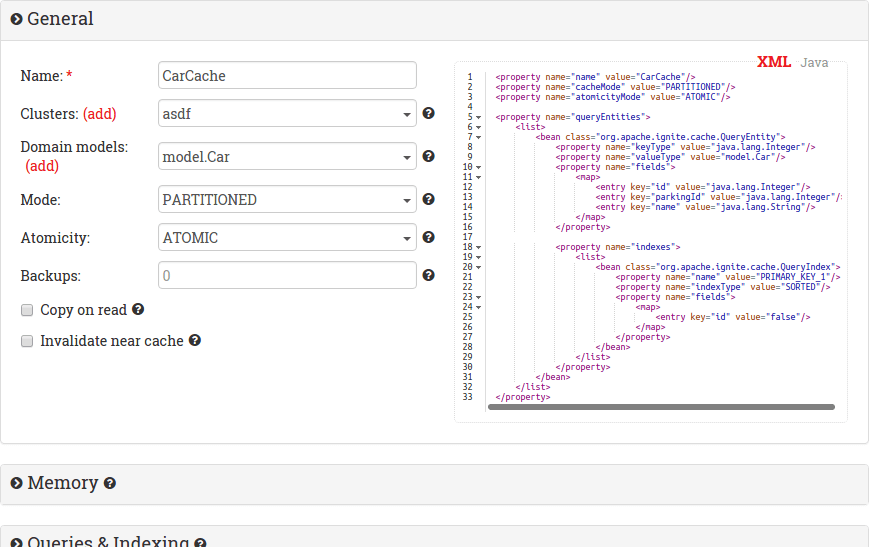 General
Name: *
CarCache
Clusters: (add)
asdf
Domain models:
(add)
model.Car
Mode:
PARTITIONED
Atomicity:
ATOMIC
Backups:
0
Copy on read
Invalidate near cache
XML Java
1 <property name="name" value="CarCache"/>
2 <property name="cacheMode" value="PARTITIONED"/>
3 <property name="atomicityMode" value="ATOMIC"/>
4
5 <property name="queryEntities">
6 <list>
7 <bean class="org.apache.ignite.cache.QueryEntity">
8 <property name="keyType" value="java.lang.Integer"/>
9 <property name="valueType" value="model.Car"/>
10 <property name="fields">
11 <map>
12 <entry key="id" value="java.lang.Integer"/>
13 <entry key="parkingId" value="java.lang.Integer"/
14 <entry key="name" value="java.lang.String"/>
15 </map>
16 </property>
17
18 <property name="indexes">
19 <list>
20 <bean class="org.apache.ignite.cache.QueryIndex">
21 <property name="name" value="PRIMARY_KEY_1"/>
22 <property name="indexType" value="SORTED"/>
23 <property name="fields">
24 <map>
25 <entry key="id" value="false"/>
26 </map>
27 </property>
28 </bean>
29 </list>
30 </property>
31 </bean>
32 </list>
33 </property>
Memory
Queries & Indexing